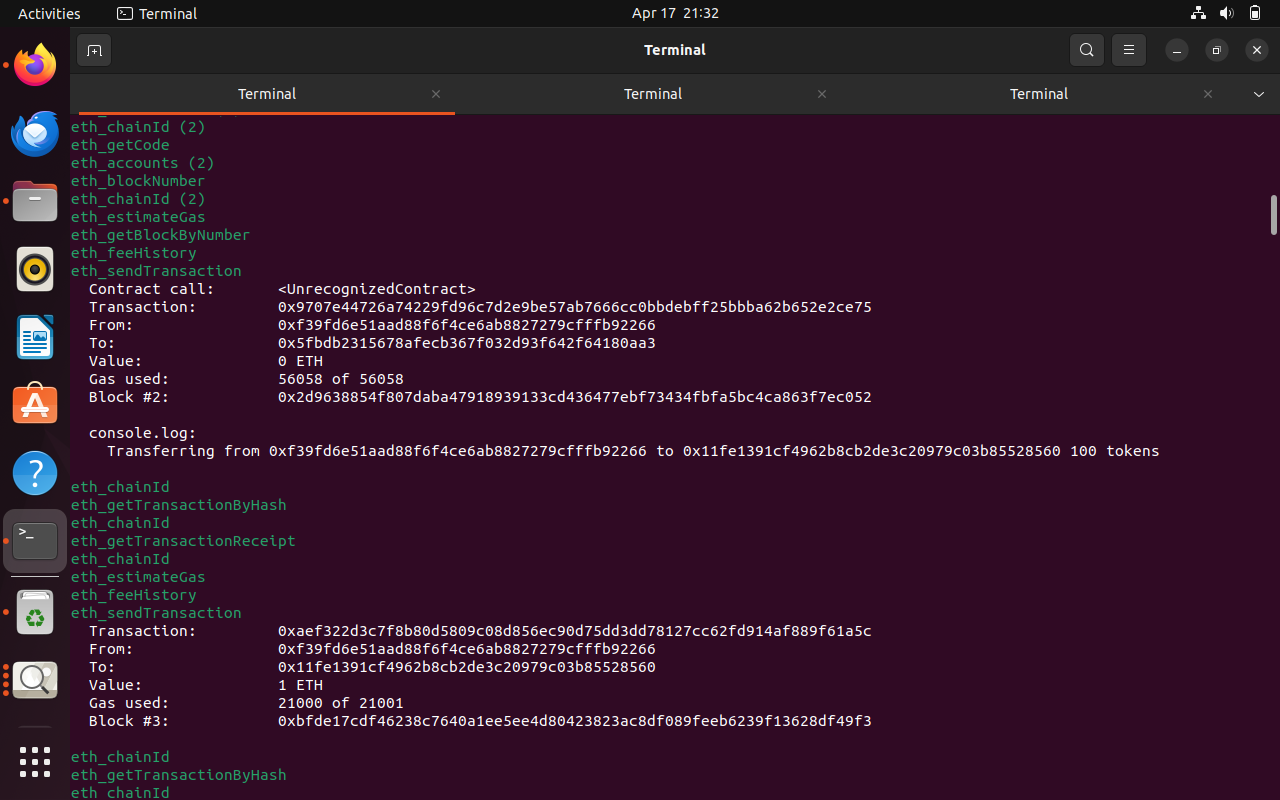 Activities Terminal Apr 17 21:32
Terminal
Terminal Terminal Terminal
eth_chainId (2)
eth_getCode
eth_accounts (2)
eth_blockNumber
eth_chainId (2)
eth_estimateGas
eth_getBlockByNumber
eth_feeHistory
eth_sendTransaction
Contract call: <UnrecognizedContract>
Transaction: 0x9707e44726a74229fd96c7d2e9be57ab7666cc0bbdebff25bbba62b652e2ce75
From: 0xf39fd6e51aad88f6f4ce6ab8827279cfffb92266
To: 0x5fbdb2315678afecb367f032d93f642f64180aa3
Value: 0 ETH
Gas used: 56058 of 56058
Block #2: 0x2d9638854f807daba47918939133cd436477ebf73434fbfa5bc4ca863f7ec052
console.log:
Transferring from 0xf39fd6e51aad88f6f4ce6ab8827279cfffb92266 to 0x11fe1391cf4962b8cb2de3c20979c03b85528560 100 tokens
eth_chainId
eth_getTransactionByHash
eth_chainId
eth_getTransactionReceipt
eth_chainId
eth_estimateGas
eth_feeHistory
eth_sendTransaction
Transaction: 0xaef322d3c7f8b80d5809c08d856ec90d75dd3dd78127cc62fd914af889f61a5c
From: 0xf39fd6e51aad88f6f4ce6ab8827279cfffb92266
To: 0x11fe1391cf4962b8cb2de3c20979c03b85528560
Value: 1 ETH
Gas used: 21000 of 21001
Block #3: 0xbfde17cdf46238c7640a1ee5ee4d80423823ac8df089feeb6239f13628df49f3
eth_chainId
eth_getTransactionByHash
eth_chainId